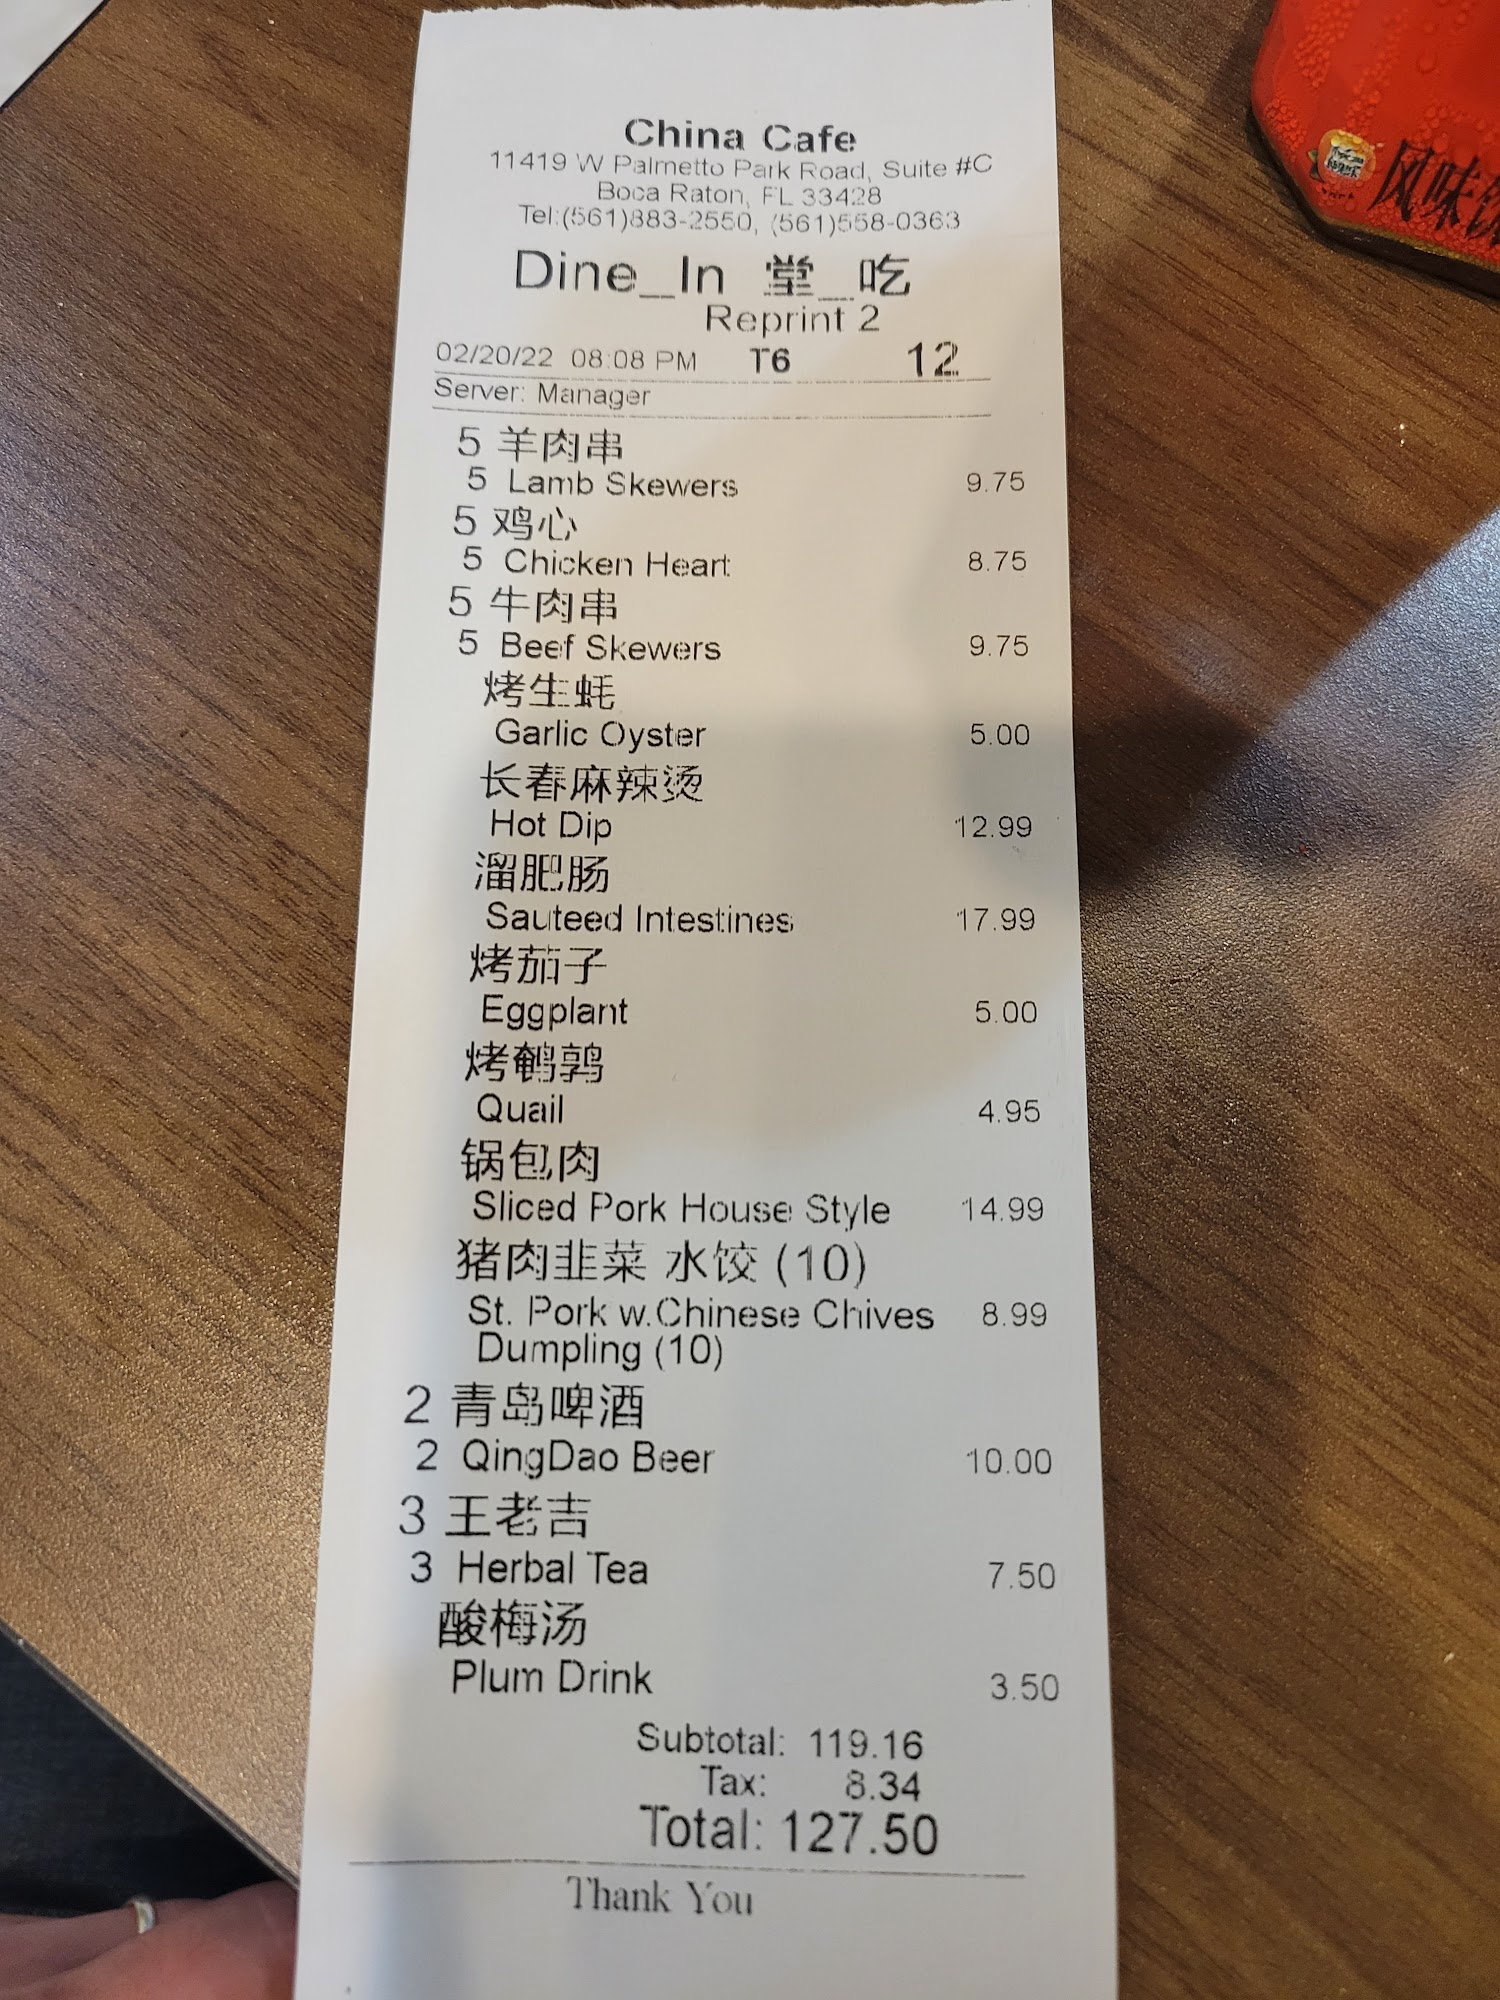 China Cafe
11419 W Palmetto Park Road, Suite #C
Boca Raton, FL 33428
Tel:(561)883-2550, (561)558-0363
Dine_In 堂_吃
Reprint 2
02/20/22 08:08 PM T6 12
Server: Manager
5 羊肉串
5 Lamb Skewers 9.75
5 鸡心
5 Chicken Heart 8.75
5 牛肉串
5 Beef Skewers 9.75
烤生蚝
Garlic Oyster 5.00
长春麻辣烫
Hot Dip 12.99
溜肥肠
Sauteed Intestines 17.99
烤茄子
Eggplant 5.00
烤鹌鹑
Quail 4.95
锅包肉
Sliced Pork House Style 14.99
猪肉韭菜 水饺 (10)
St. Pork w.Chinese Chives 8.99
Dumpling (10)
2 青岛啤酒
2 QingDao Beer 10.00
3 王老吉
3 Herbal Tea 7.50
酸梅汤
Plum Drink 3.50
Subtotal: 119.16
Tax: 8.34
Total: 127.50
Thank You
风味